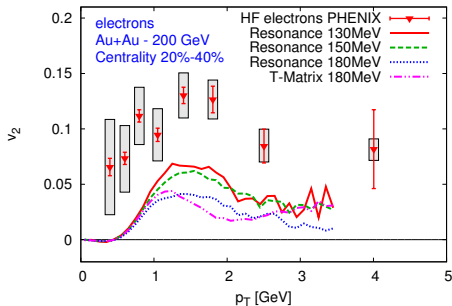 electrons
Au+Au - 200 GeV
Centrality 20%-40%
HF electrons PHENIX
Resonance 130MeV
Resonance 150MeV
Resonance 180MeV
T-Matrix 180MeV
v2
0.2
0.15
0.1
0.05
0
0 1 2 3 4 5
pT [GeV]